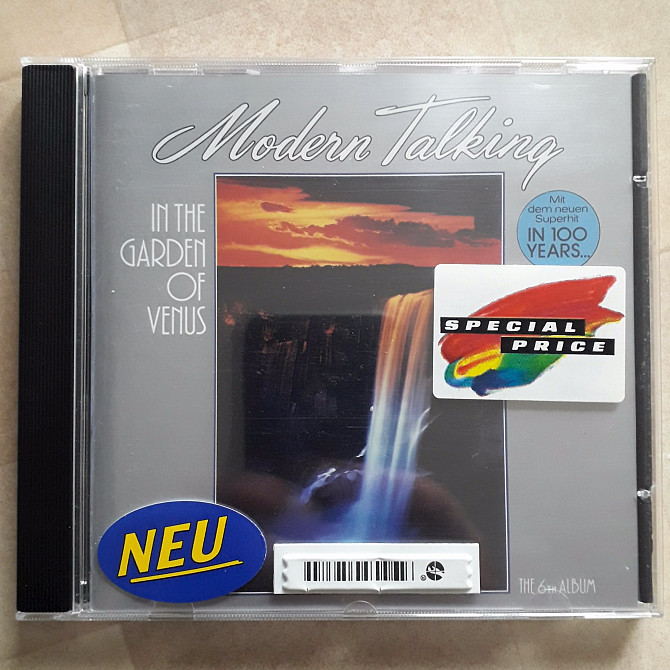 Modern Talking
IN THE
GARDEN
OF
VENUS
Mit
dem neuen
Superhit
IN 100
YEARS...
SPECIAL
PRICE
NEU
®
THE 6TH ALBUM